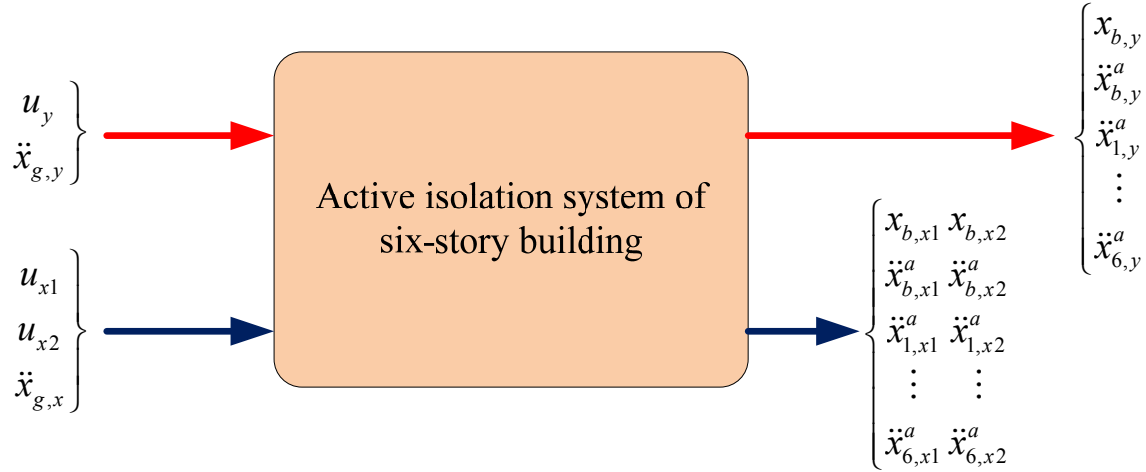 u_y
ẍ_{g,y}
u_{x1}
u_{x2}
ẍ_{g,x}
Active isolation system of
six-story building
x_{b,y}
ẍ^a_{b,y}
ẍ^a_{1,y}
⋮
ẍ^a_{6,y}
x_{b,x1} x_{b,x2}
ẍ^a_{b,x1} ẍ^a_{b,x2}
ẍ^a_{1,x1} ẍ^a_{1,x2}
⋮ ⋮
ẍ^a_{6,x1} ẍ^a_{6,x2}